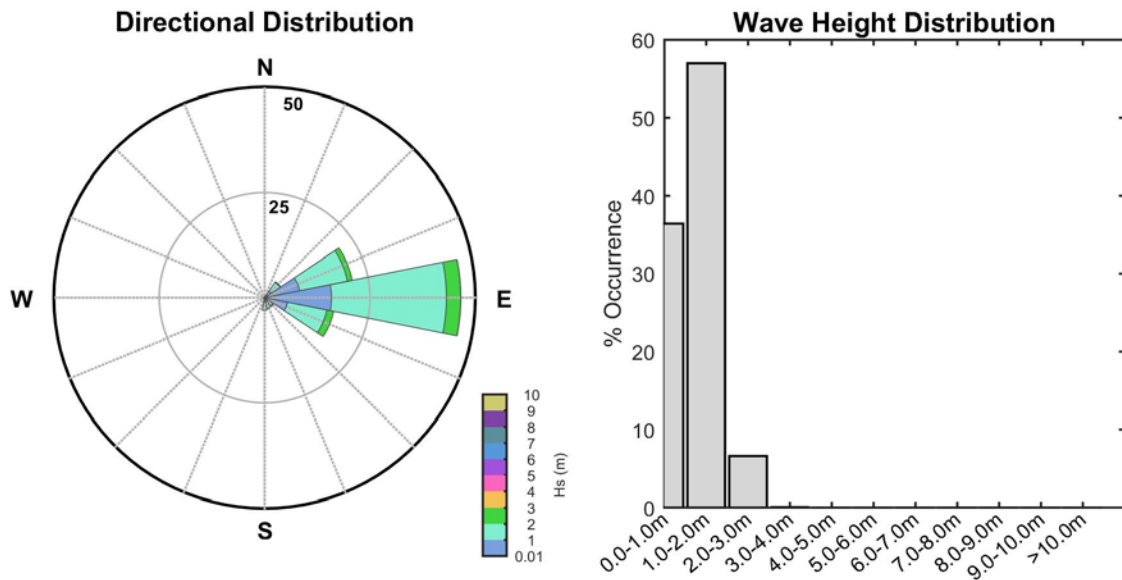 Directional Distribution
N
50
25
W
E
S
10
9
8
7
6
5
4
3
2
1
0.01
Hs (m)
Wave Height Distribution
60
50
40
30
20
10
0
% Occurrence
0.0-1.0m
1.0-2.0m
2.0-3.0m
3.0-4.0m
4.0-5.0m
5.0-6.0m
6.0-7.0m
7.0-8.0m
8.0-9.0m
9.0-10.0m
>10.0m